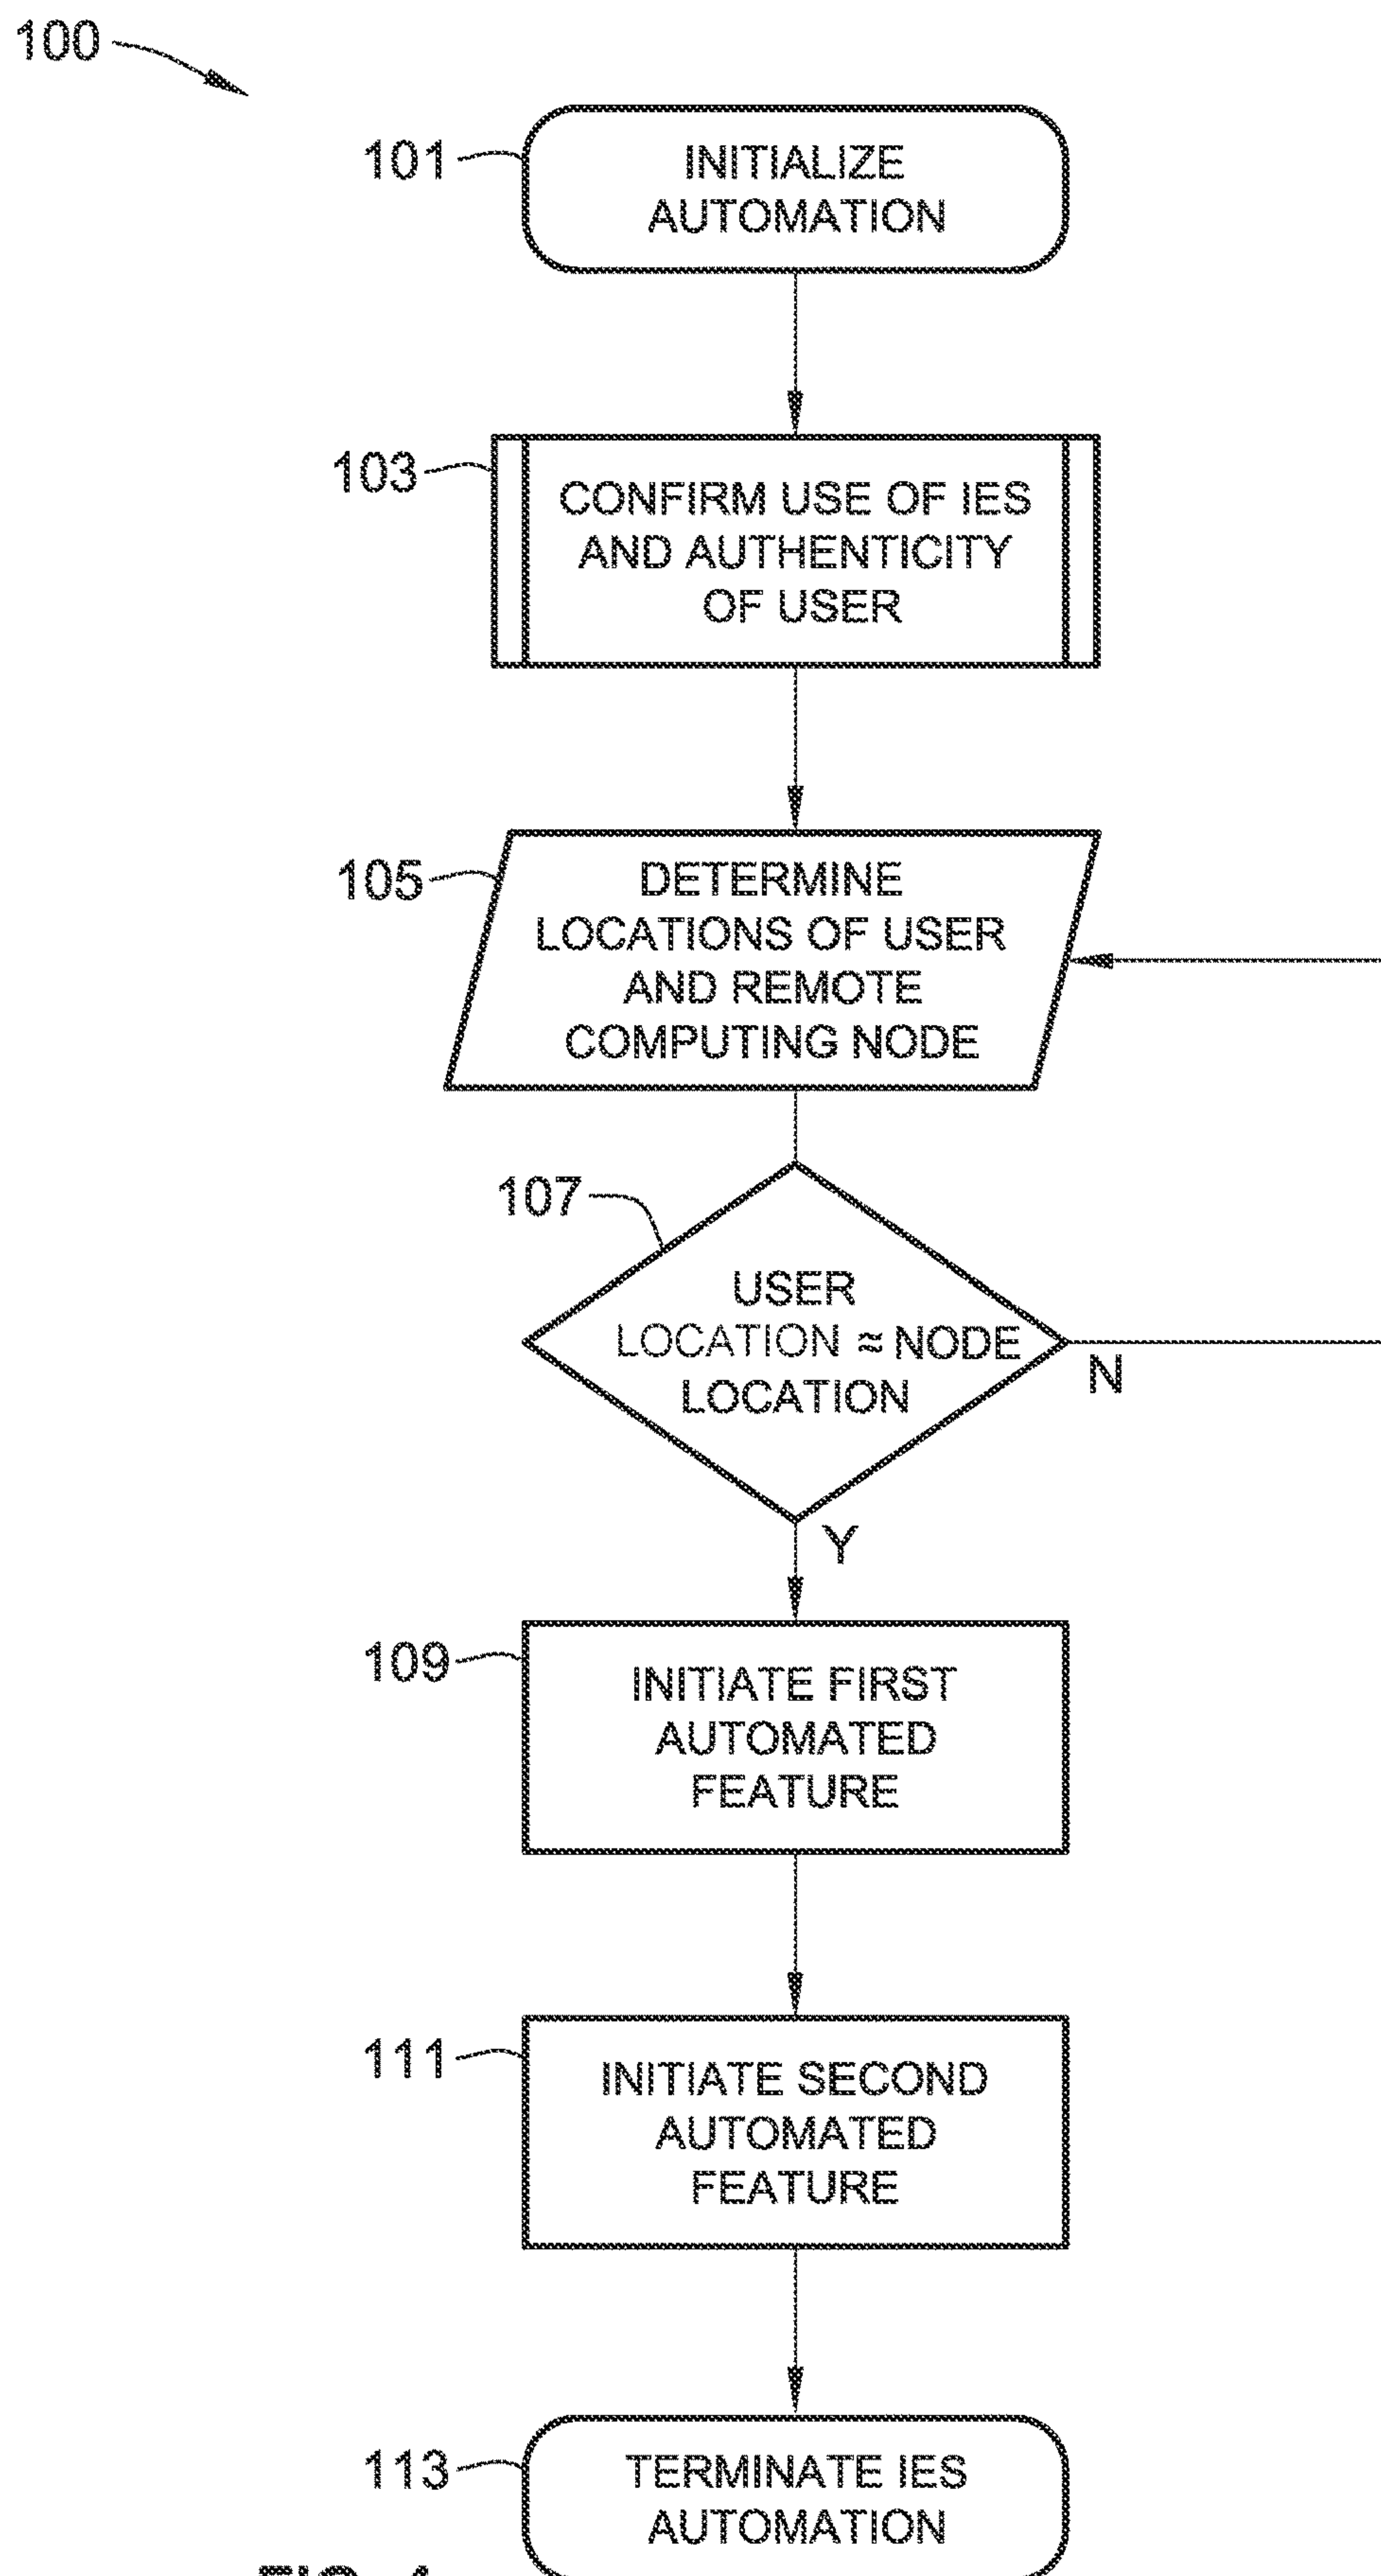 100
101
INITIALIZE
AUTOMATION
103
CONFIRM USE OF IES
AND AUTHENTICITY
OF USER
105
DETERMINE
LOCATIONS OF USER
AND REMOTE
COMPUTING NODE
107
USER
LOCATION ≈ NODE
LOCATION
N
Y
109
INITIATE FIRST
AUTOMATED
FEATURE
111
INITIATE SECOND
AUTOMATED
FEATURE
113
TERMINATE IES
AUTOMATION